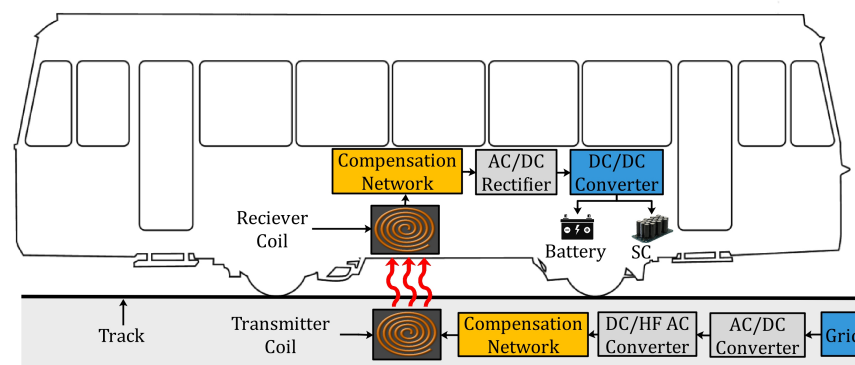 Compensation
Network
AC/DC
Rectifier
DC/DC
Converter
Reciever
Coil
Battery
SC
Track
Transmitter
Coil
Compensation
Network
DC/HF AC
Converter
AC/DC
Converter
Grid